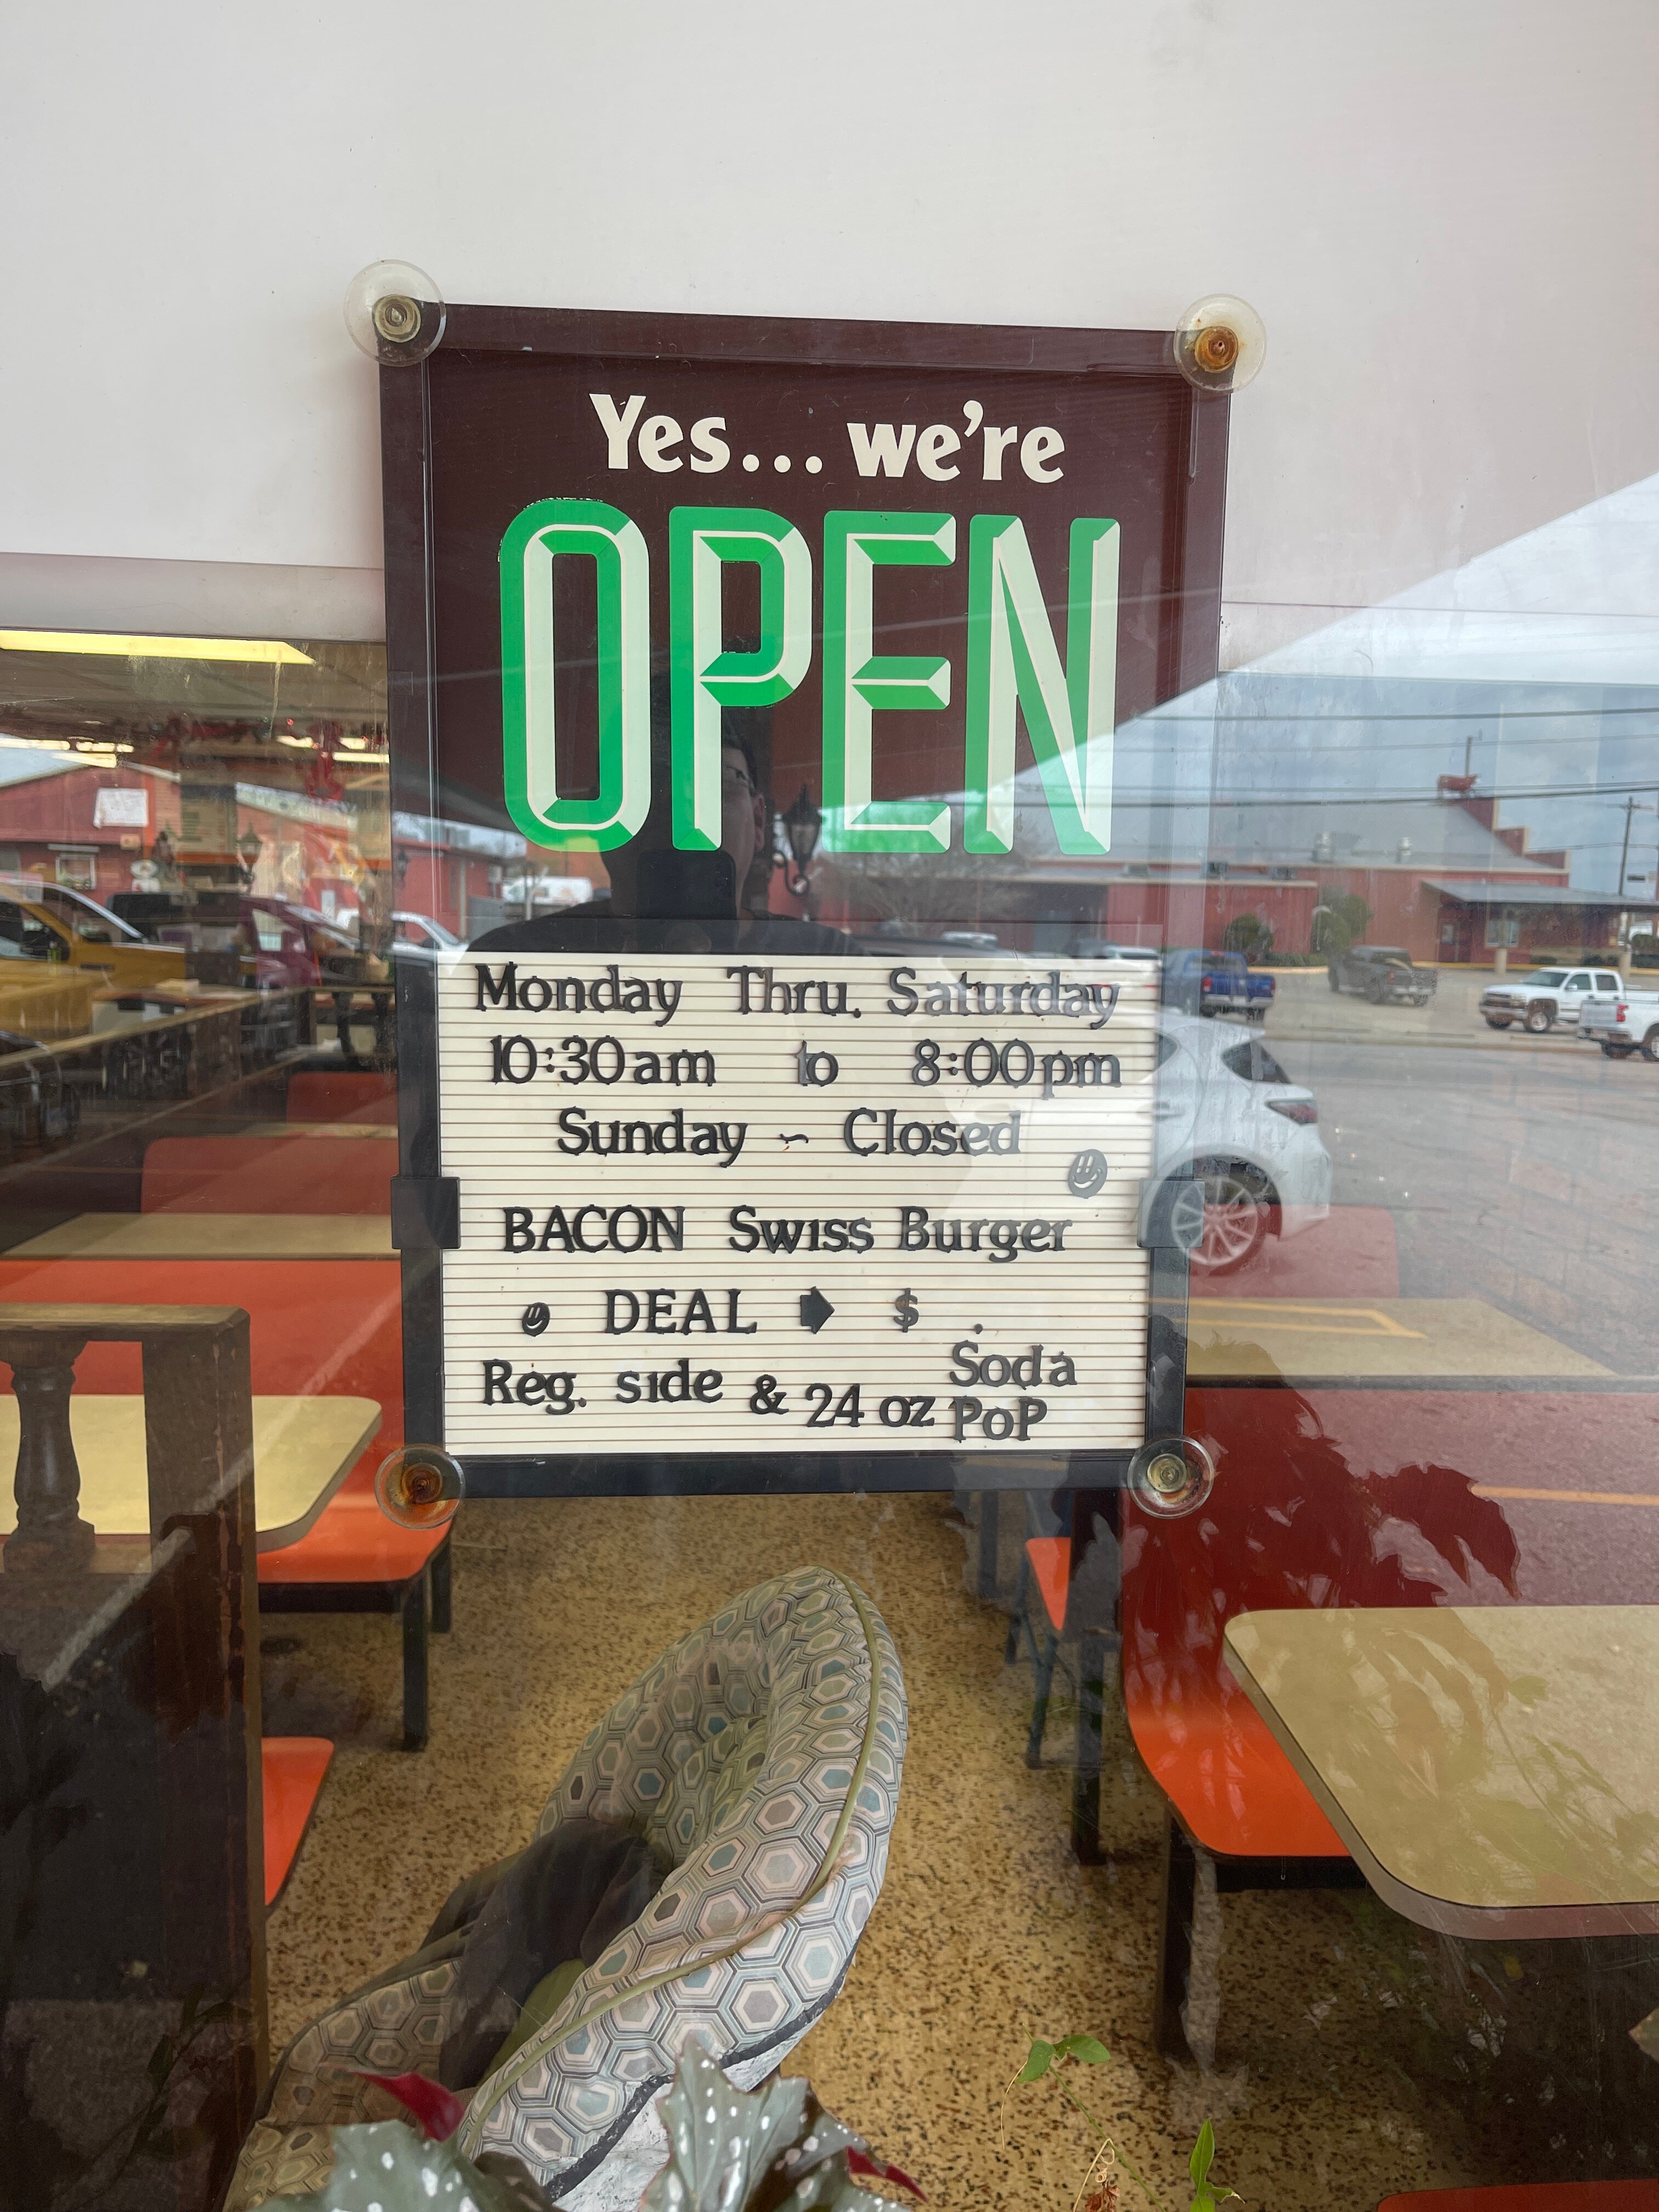 Yes... we're
OPEN
Monday Thru. Saturday
10:30am to 8:00pm
Sunday ~ Closed
BACON Swiss Burger
DEAL ➡ $ .
Reg. side & 24 oz Soda
PoP